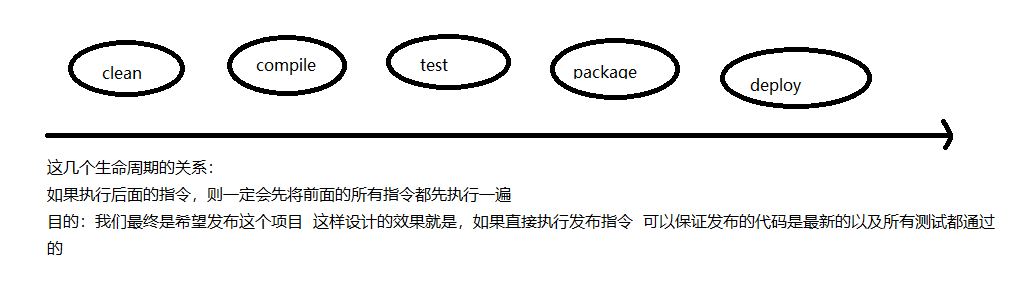 clean compile test package deploy
这几个生命周期的关系：
如果执行后面的指令，则一定会先将前面的所有指令都先执行一遍
目的：我们最终是希望发布这个项目  这样设计的效果就是，如果直接执行发布指令  可以保证发布的代码是最新的以及所有测试都通过
的